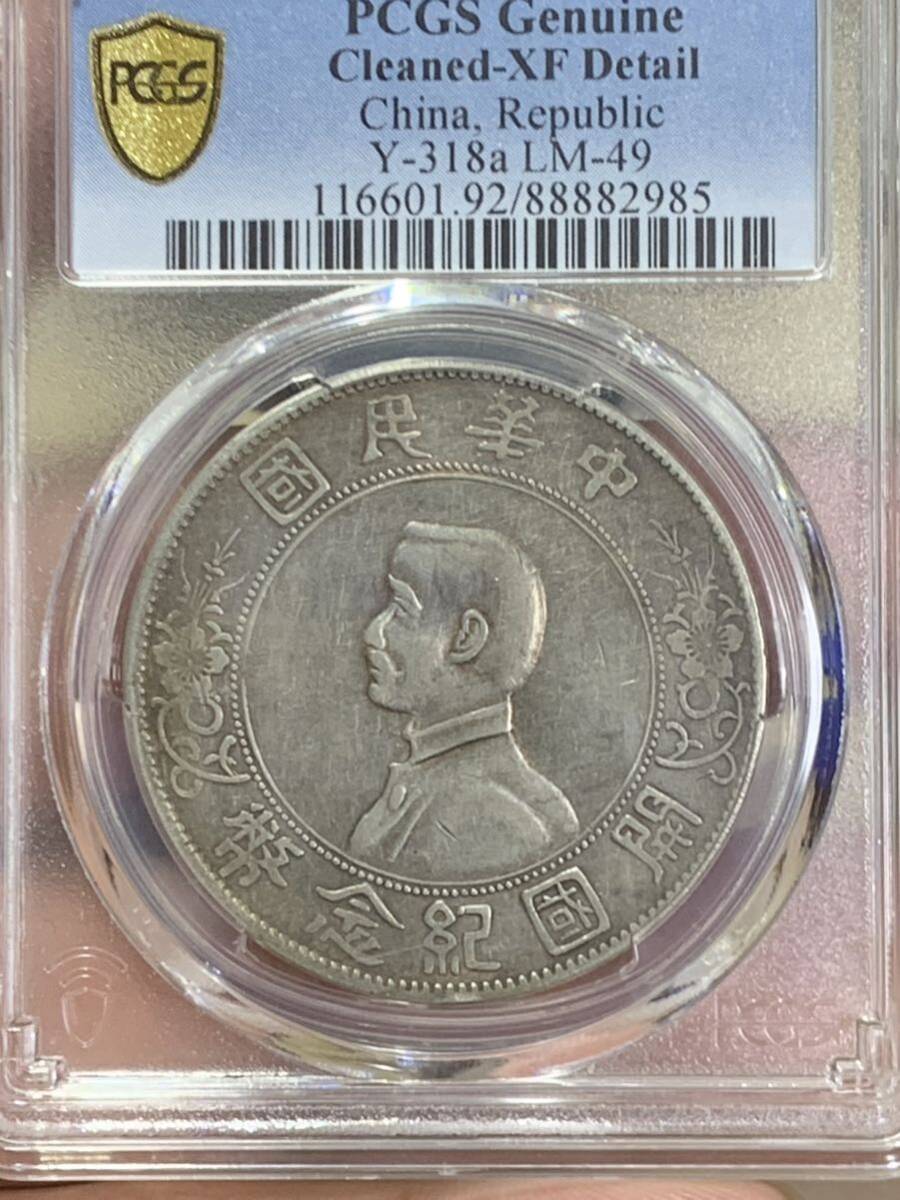 PCGS Genuine
Cleaned-XF Detail
China, Republic
Y-318a LM-49
116601.92/88882985
PCGS
中華民國
開國紀念幣